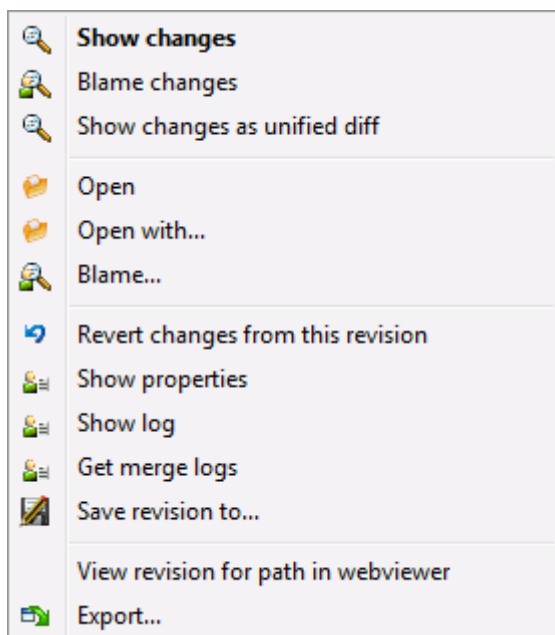 Show changes
Blame changes
Show changes as unified diff
Open
Open with...
Blame...
Revert changes from this revision
Show properties
Show log
Get merge logs
Save revision to...
View revision for path in webviewer
Export...